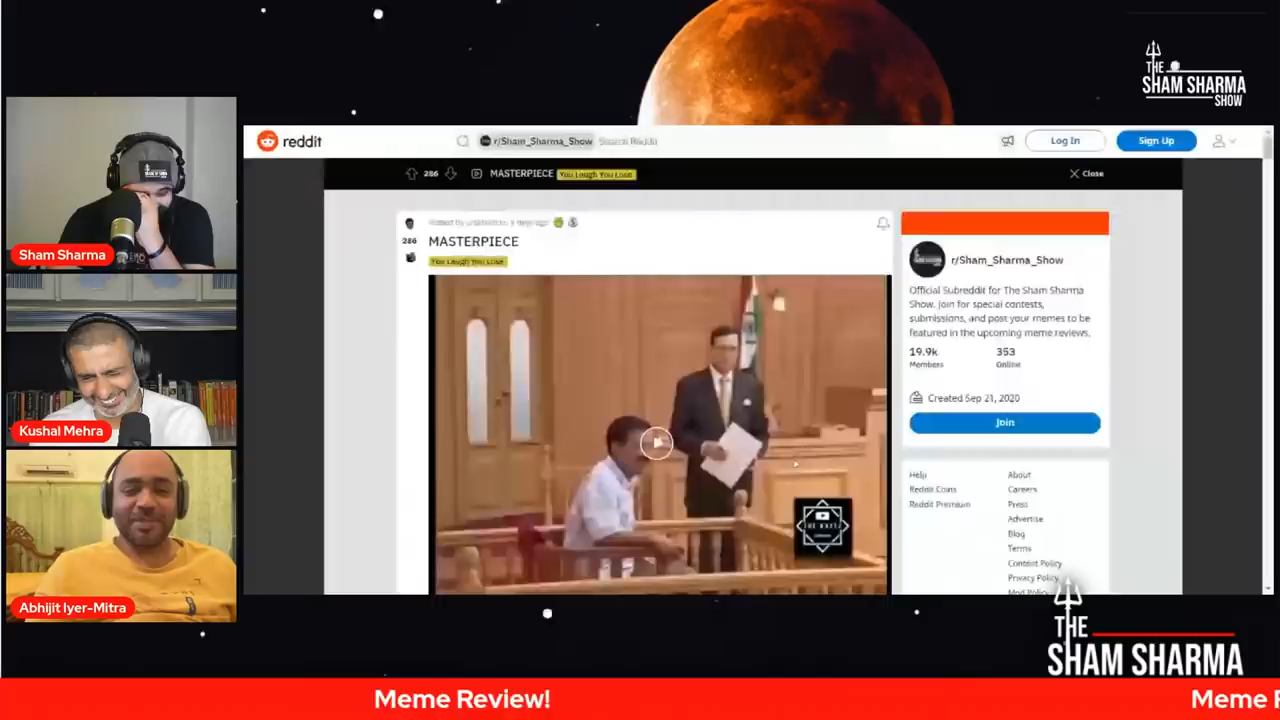 THE
SHAM SHARMA
SHOW
reddit
r/Sham_Sharma_Show
Log In
Sign Up
286
MASTERPIECE
You Laugh You Lose
Close
286
MASTERPIECE
You Laugh You Lose
r/Sham_Sharma_Show
Official Subreddit for The Sham Sharma
Show. Join for special contests,
submissions, and post your memes to be
featured in the upcoming meme reviews.
19.9k
353
Members
Online
Created Sep 21, 2020
Join
Help
About
Reddit Coins
Careers
Reddit Premium
Press
Advertise
Blog
Terms
Content Policy
Privacy Policy
Mod Policy
Sham Sharma
Kushal Mehra
Abhijit Iyer-Mitra
THE
SHAM SHARMA
Meme Review!
Meme